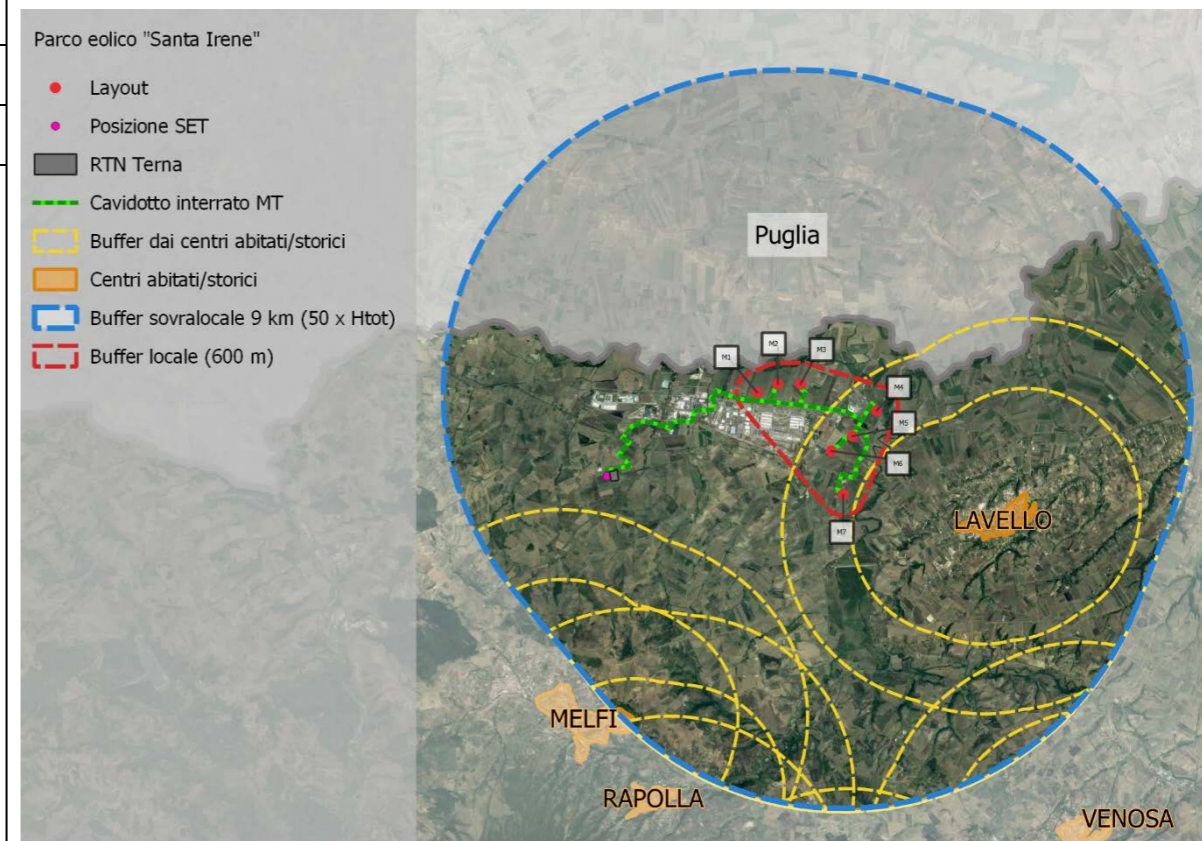 Parco eolico "Santa Irene"
Layout
Posizione SET
RTN Terna
Cavidotto interrato MT
Buffer dai centri abitati/storici
Centri abitati/storici
Buffer sovralocale 9 km (50 x Htot)
Buffer locale (600 m)
Puglia
M1
M2
M3
M4
M5
M6
M7
LAVELLO
MELFI
RAPOLLA
VENOSA